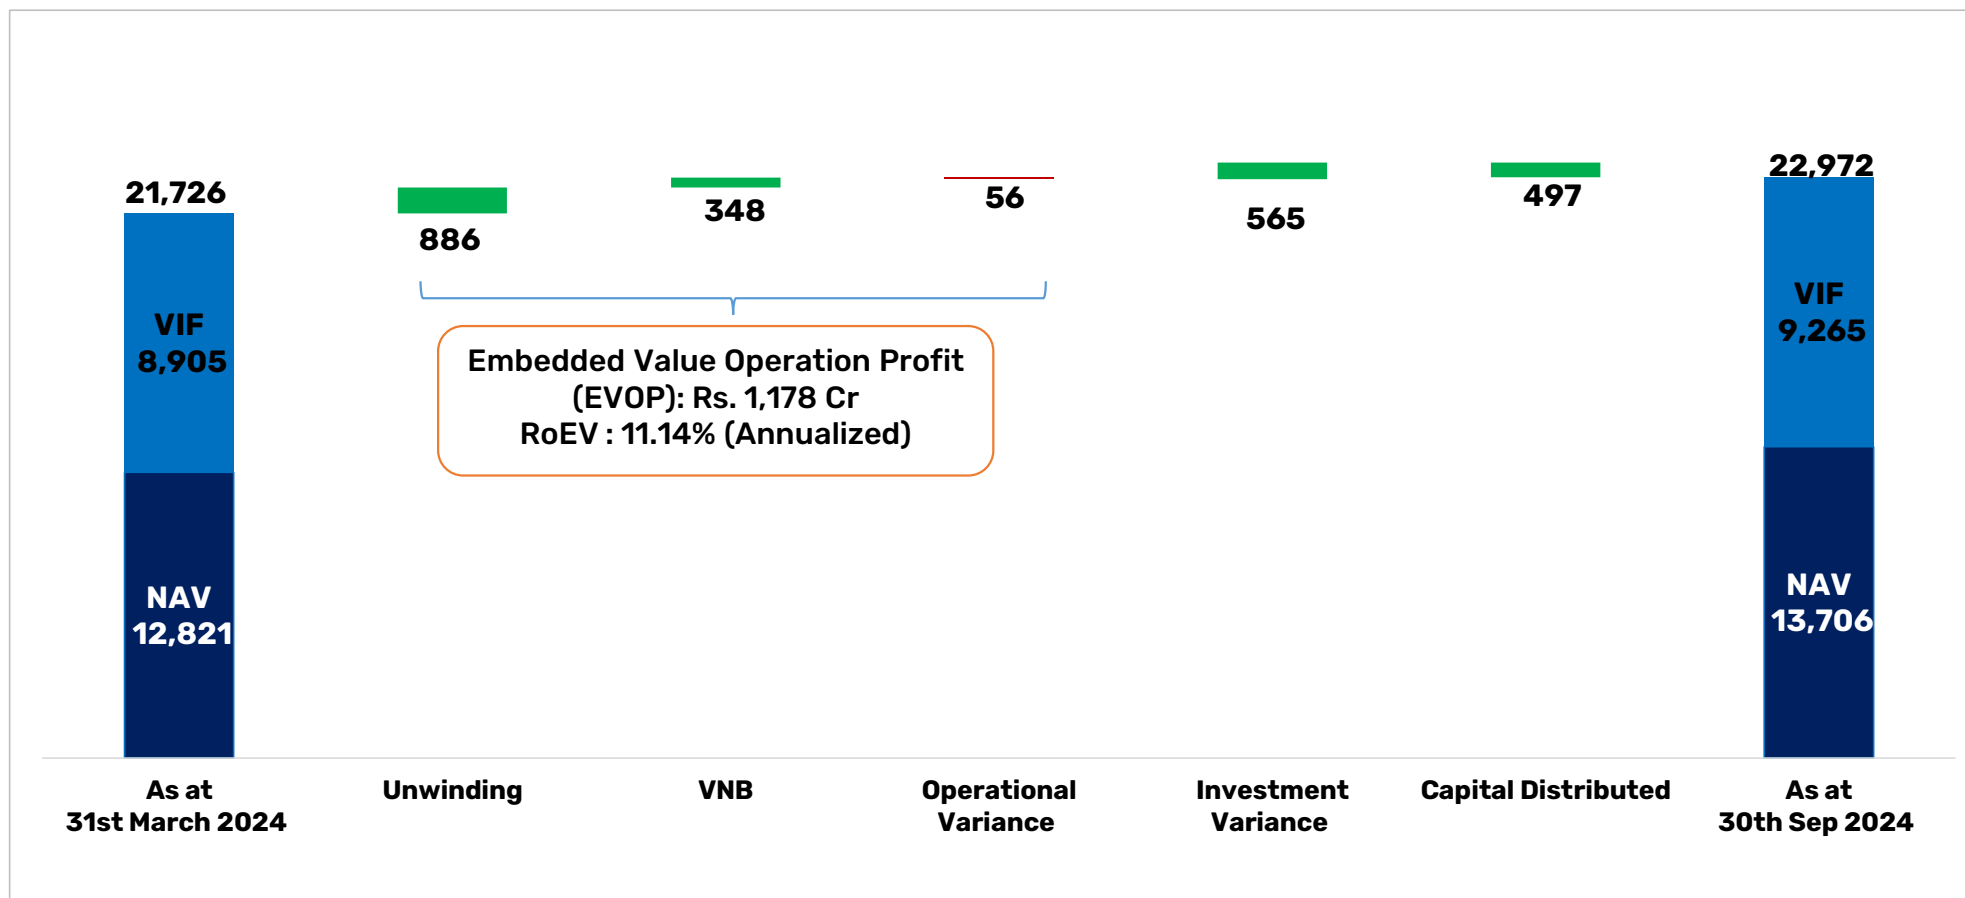 21,726
VIF
8,905
NAV
12,821
886
348
56
565
497
22,972
VIF
9,265
NAV
13,706
Embedded Value Operation Profit
(EVOP): Rs. 1,178 Cr
RoEV : 11.14% (Annualized)
As at
31st March 2024
Unwinding
VNB
Operational
Variance
Investment
Variance
Capital Distributed
As at
30th Sep 2024